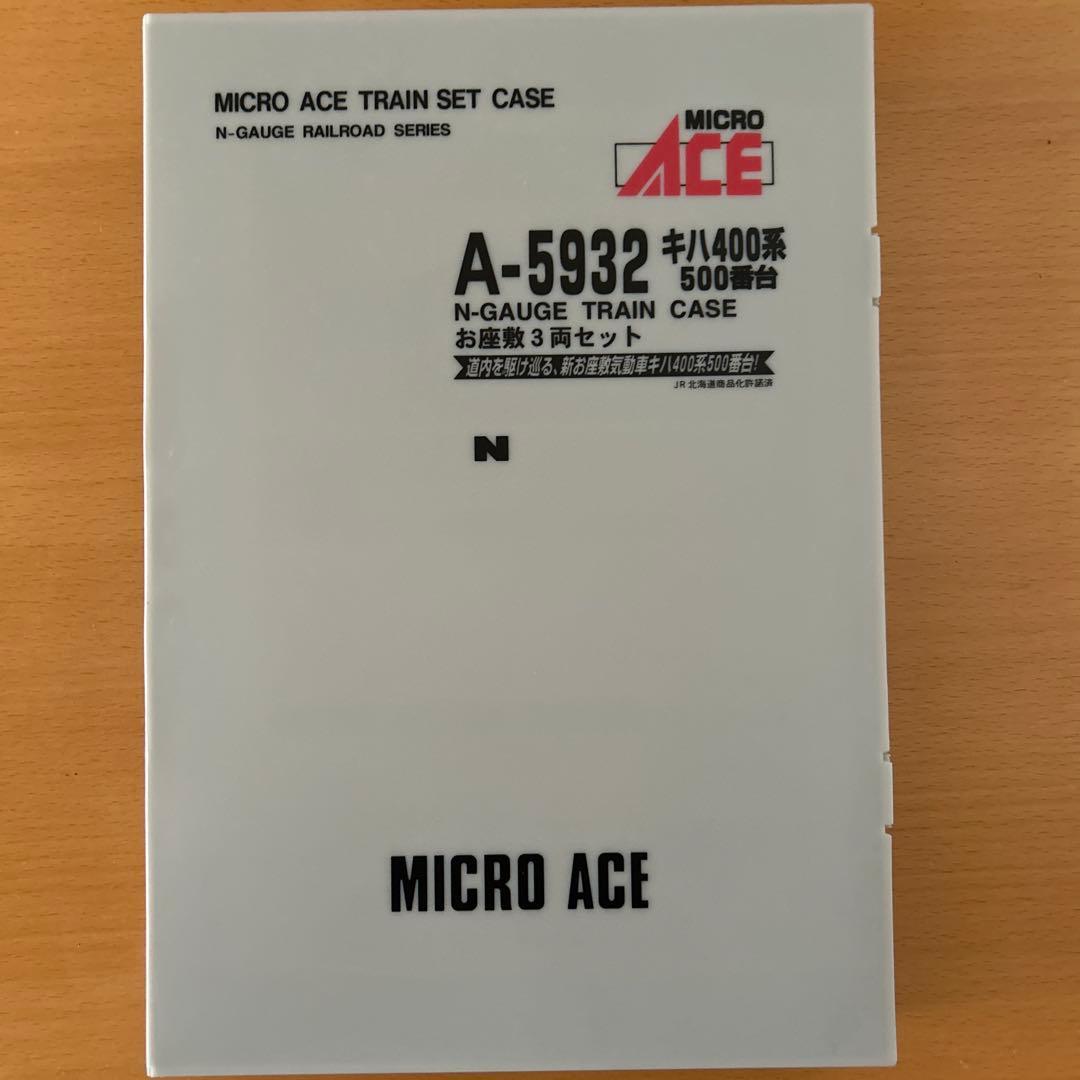 MICRO ACE TRAIN SET CASE
N-GAUGE RAILROAD SERIES
MICRO
ACE
A-5932 キハ400系
500番台
N-GAUGE TRAIN CASE
お座敷3両セット
道内を駆け巡る、新お座敷気動車キハ400系500番台!
JR北海道商品化許諾済
N
MICRO ACE